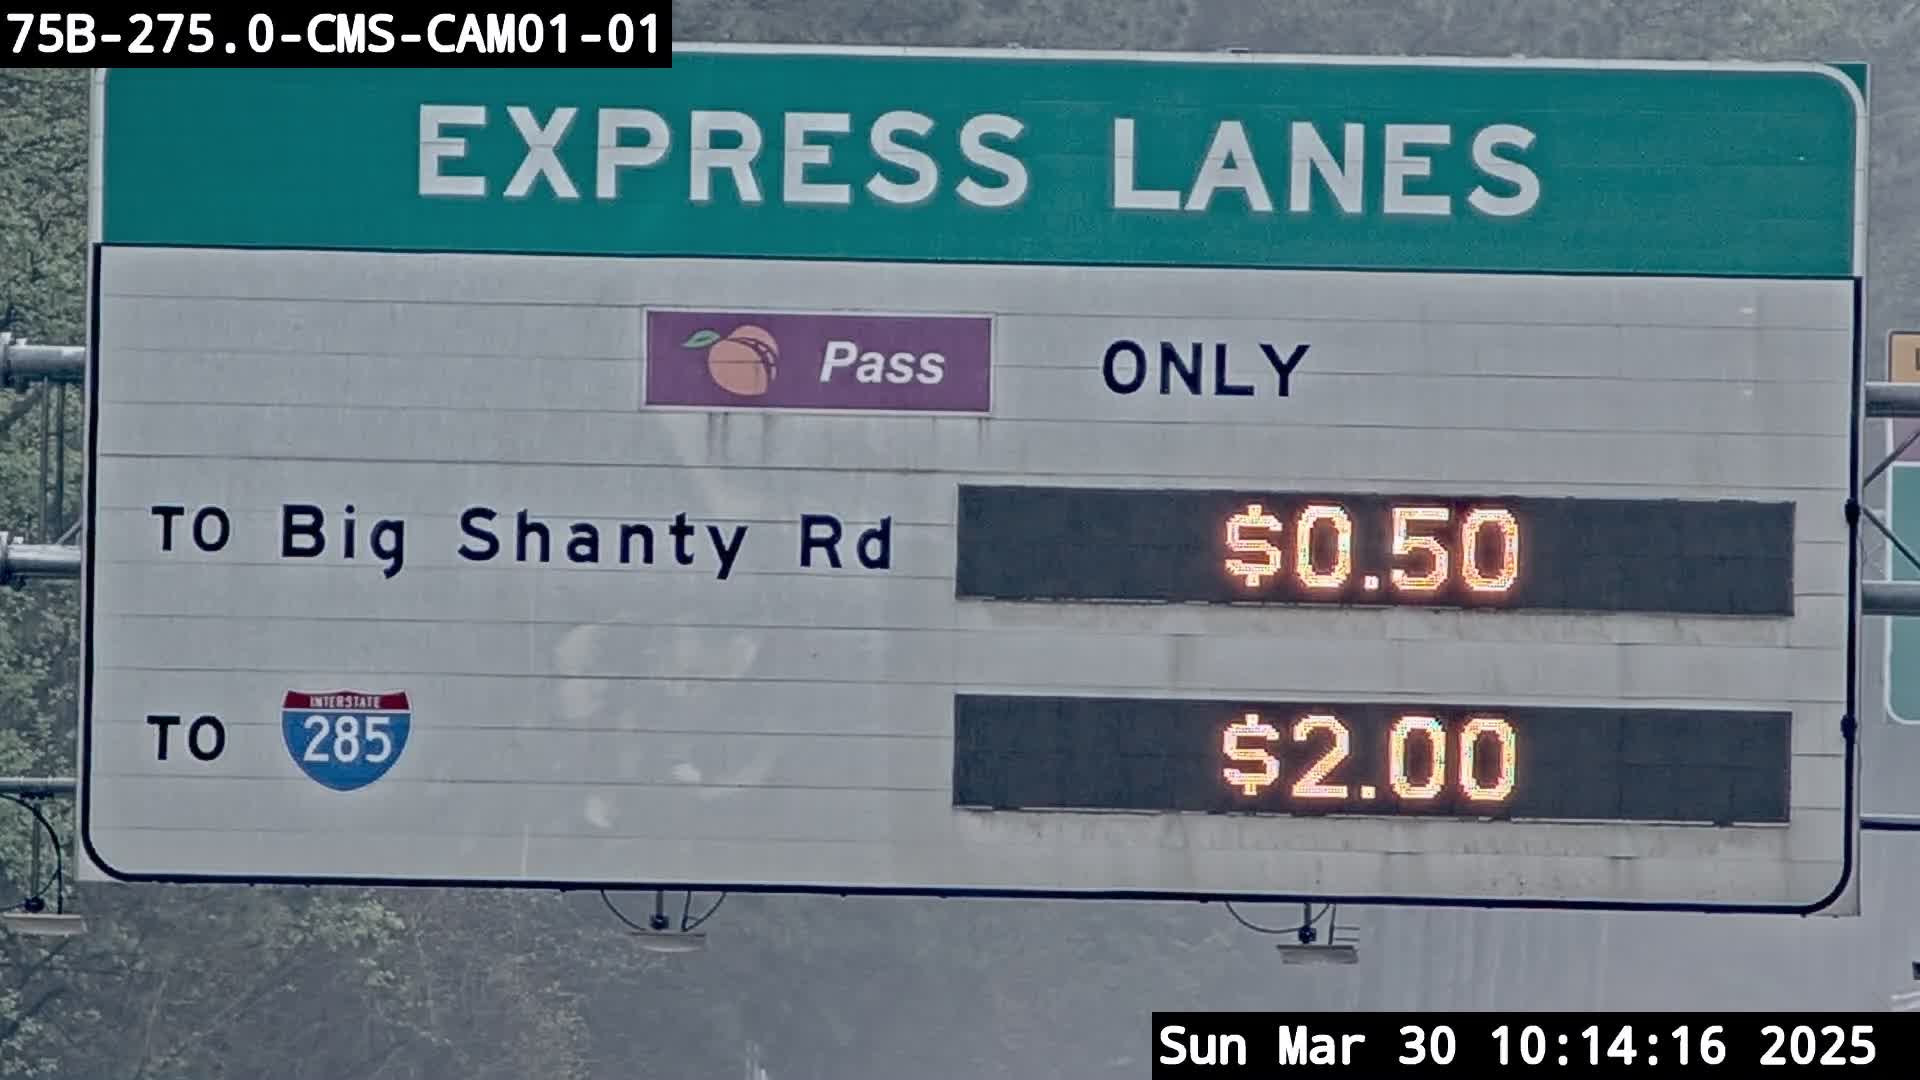 75B-275.0-CMS-CAM01-01
EXPRESS LANES
Pass ONLY
TO Big Shanty Rd $0.50
TO INTERSTATE 285 $2.00
Sun Mar 30 10:14:16 2025